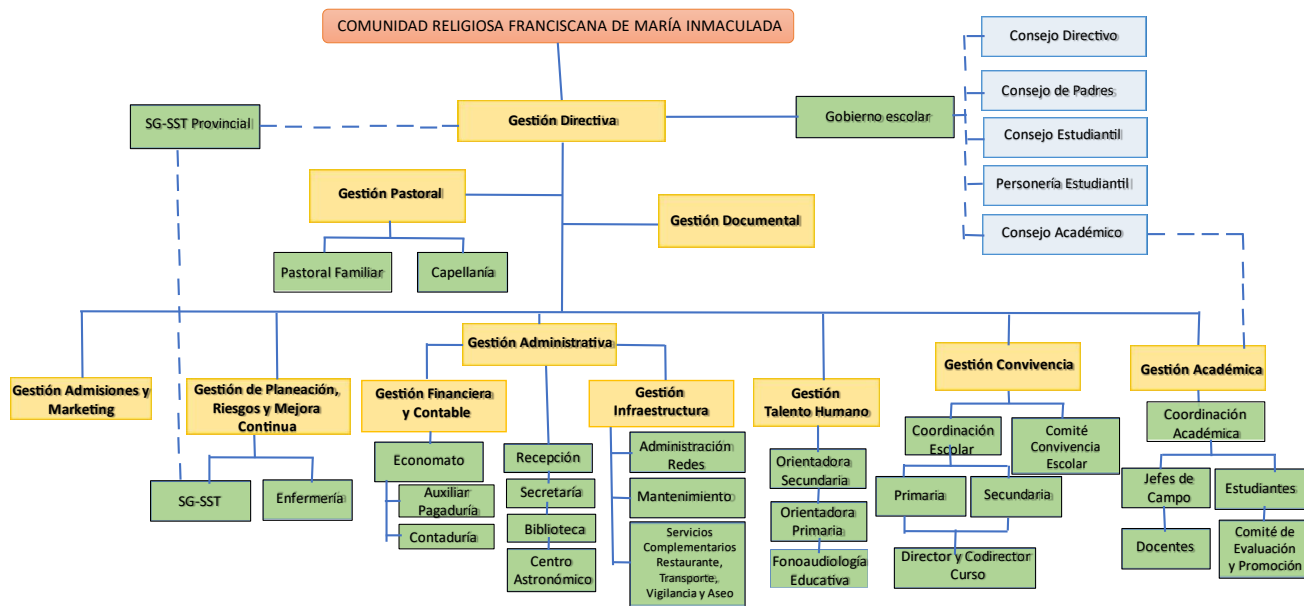 COMUNIDAD RELIGIOSA FRANCISCANA DE MARÍA INMACULADA
Consejo Directivo
Consejo de Padres
SG-SST Provincial
Gestión Directiva
Gobierno escolar
Consejo Estudiantil
Personería Estudiantil
Gestión Pastoral
Gestión Documental
Consejo Académico
Pastoral Familiar
Capellanía
Gestión Admisiones y
Marketing
Gestión de Planeación,
Riesgos y Mejora
Continua
SG-SST
Enfermería
Gestión Administrativa
Gestión Financiera
y Contable
Economato
Auxiliar
Pagaduría
Contaduría
Recepción
Secretaría
Biblioteca
Centro
Astronómico
Gestión
Infraestructura
Administración
Redes
Mantenimiento
Servicios
Complementarios
Restaurante,
Transporte,
Vigilancia y Aseo
Gestión
Talento Humano
Orientadora
Secundaria
Orientadora
Primaria
Fonoaudiología
Educativa
Gestión Convivencia
Coordinación
Escolar
Comité
Convivencia
Escolar
Primaria
Secundaria
Director y Codirector
Curso
Gestión Académica
Coordinación
Académica
Jefes de
Campo
Estudiantes
Docentes
Comité de
Evaluación
y Promoción